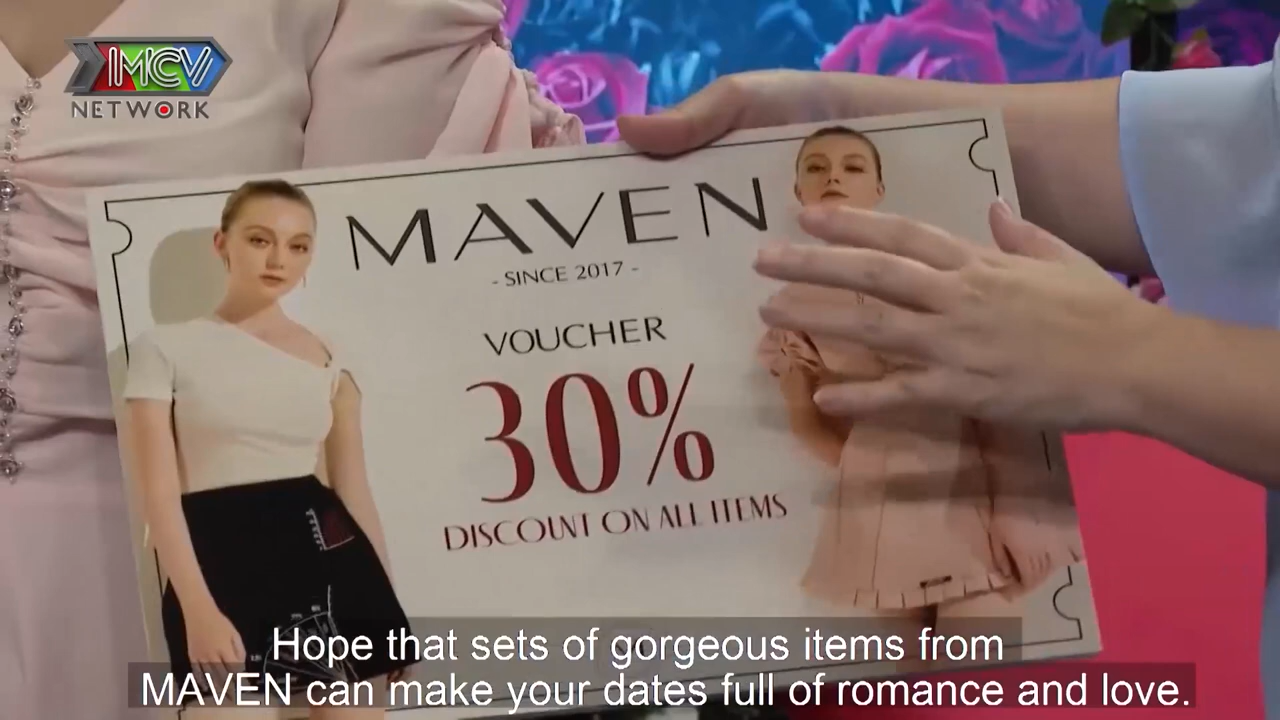 MCV
NETWORK
MAVEN
- SINCE 2017 -
VOUCHER
30%
DISCOUNT ON ALL ITEMS
Hope that sets of gorgeous items from
MAVEN can make your dates full of romance and love.